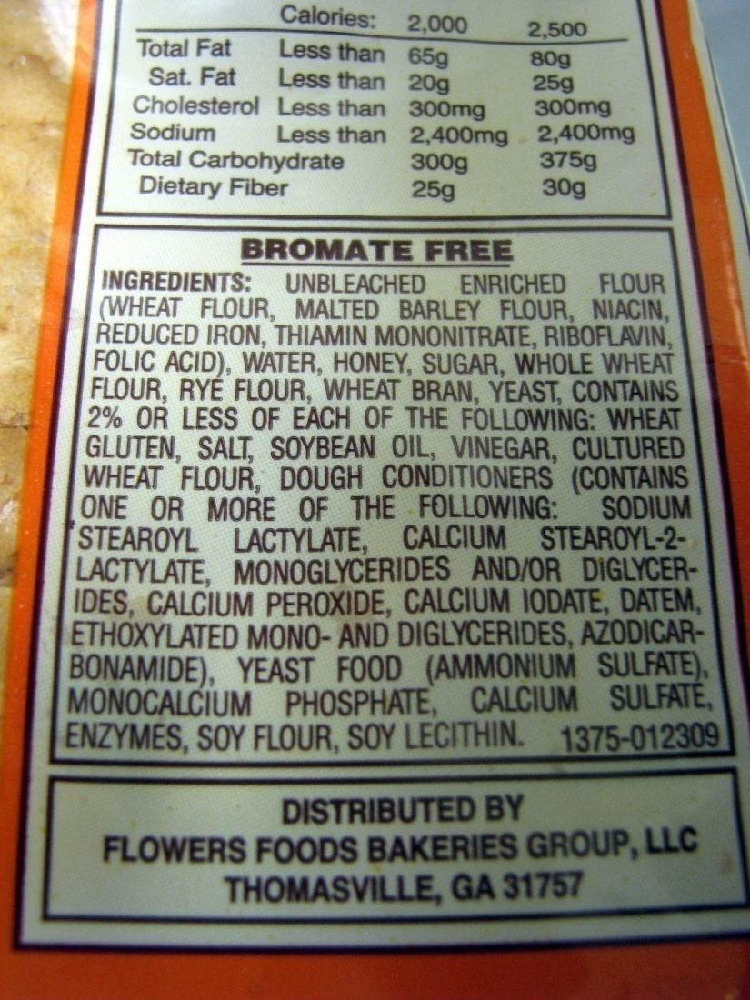 Calories: 2,000 2,500
Total Fat Less than 65g 80g
Sat. Fat Less than 20g 25g
Cholesterol Less than 300mg 300mg
Sodium Less than 2,400mg 2,400mg
Total Carbohydrate 300g 375g
Dietary Fiber 25g 30g
BROMATE FREE
INGREDIENTS: UNBLEACHED ENRICHED FLOUR
(WHEAT FLOUR, MALTED BARLEY FLOUR, NIACIN,
REDUCED IRON, THIAMIN MONONITRATE, RIBOFLAVIN,
FOLIC ACID), WATER, HONEY, SUGAR, WHOLE WHEAT
FLOUR, RYE FLOUR, WHEAT BRAN, YEAST, CONTAINS
2% OR LESS OF EACH OF THE FOLLOWING: WHEAT
GLUTEN, SALT, SOYBEAN OIL, VINEGAR, CULTURED
WHEAT FLOUR, DOUGH CONDITIONERS (CONTAINS
ONE OR MORE OF THE FOLLOWING: SODIUM
STEAROYL LACTYLATE, CALCIUM STEAROYL-2-
LACTYLATE, MONOGLYCERIDES AND/OR DIGLYCER-
IDES, CALCIUM PEROXIDE, CALCIUM IODATE, DATEM,
ETHOXYLATED MONO- AND DIGLYCERIDES, AZODICAR-
BONAMIDE), YEAST FOOD (AMMONIUM SULFATE),
MONOCALCIUM PHOSPHATE, CALCIUM SULFATE,
ENZYMES, SOY FLOUR, SOY LECITHIN. 1375-012309
DISTRIBUTED BY
FLOWERS FOODS BAKERIES GROUP, LLC
THOMASVILLE, GA 31757